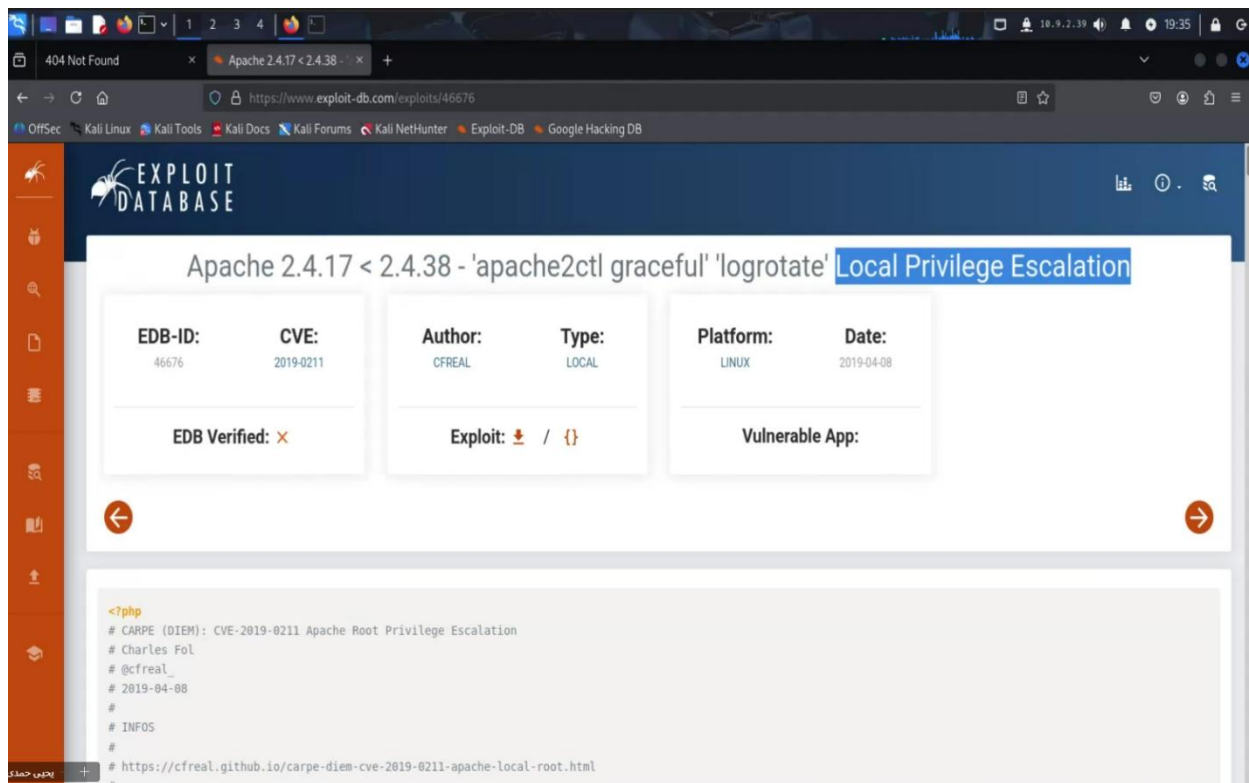 1 2 3 4
10.9.2.39
19:35
404 Not Found
Apache 2.4.17 < 2.4.38 - '
https://www.exploit-db.com/exploits/46676
OffSec Kali Linux Kali Tools Kali Docs Kali Forums Kali NetHunter Exploit-DB Google Hacking DB
EXPLOIT
DATABASE
Apache 2.4.17 < 2.4.38 - 'apache2ctl graceful' 'logrotate' Local Privilege Escalation
EDB-ID: CVE: Author: Type: Platform: Date:
46676 2019-0211 CFREAL LOCAL LINUX 2019-04-08
EDB Verified: × Exploit: / {} Vulnerable App:
<?php
# CARPE (DIEM): CVE-2019-0211 Apache Root Privilege Escalation
# Charles Fol
# @cfreal_
# 2019-04-08
#
# INFOS
#
# https://cfreal.github.io/carpe-diem-cve-2019-0211-apache-local-root.html
يحيى حمدى